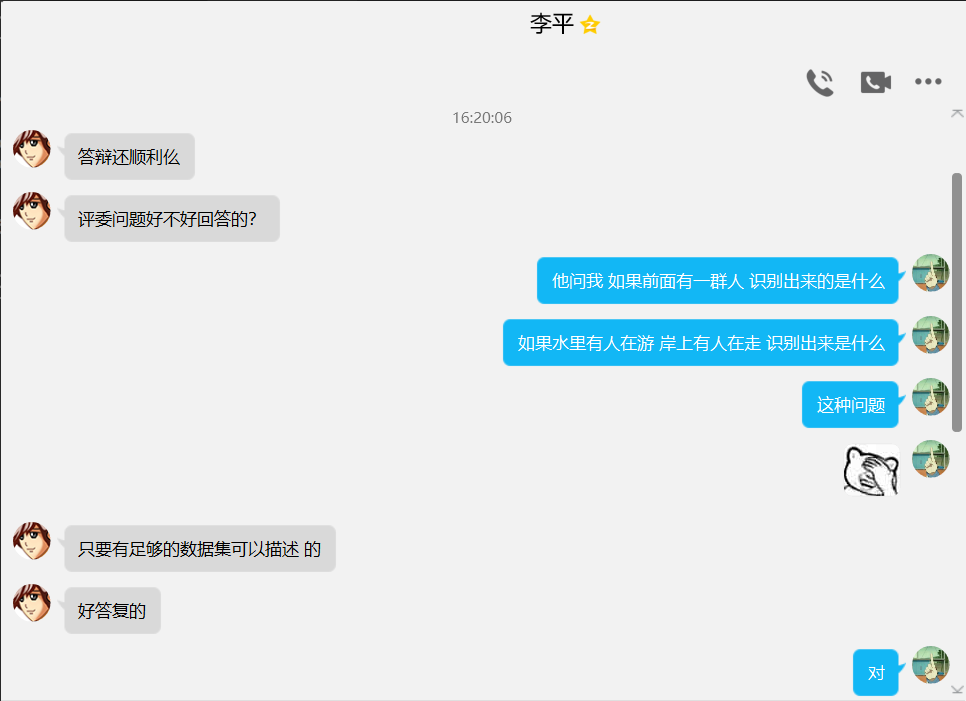 李平
16:20:06
答辩还顺利么
评委问题好不好回答的?
他问我 如果前面有一群人 识别出来的是什么
如果水里有人在游 岸上有人在走 识别出来是什么
这种问题
只要有足够的数据集可以描述 的
好答复的
对